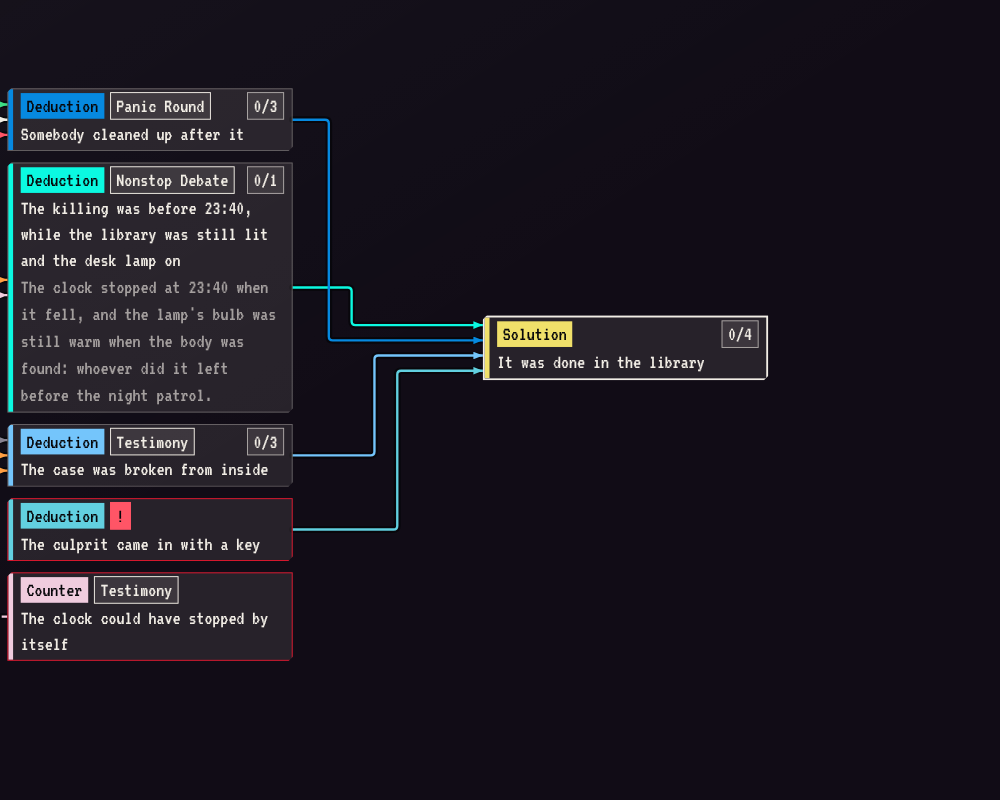 Deduction Panic Round 0/3
Somebody cleaned up after it
Deduction Nonstop Debate 0/1
The killing was before 23:40,
while the library was still lit
and the desk lamp on
The clock stopped at 23:40 when
it fell, and the lamp's bulb was
still warm when the body was
found: whoever did it left
before the night patrol.
Deduction Testimony 0/3
The case was broken from inside
Deduction !
The culprit came in with a key
Counter Testimony
The clock could have stopped by
itself
Solution 0/4
It was done in the library